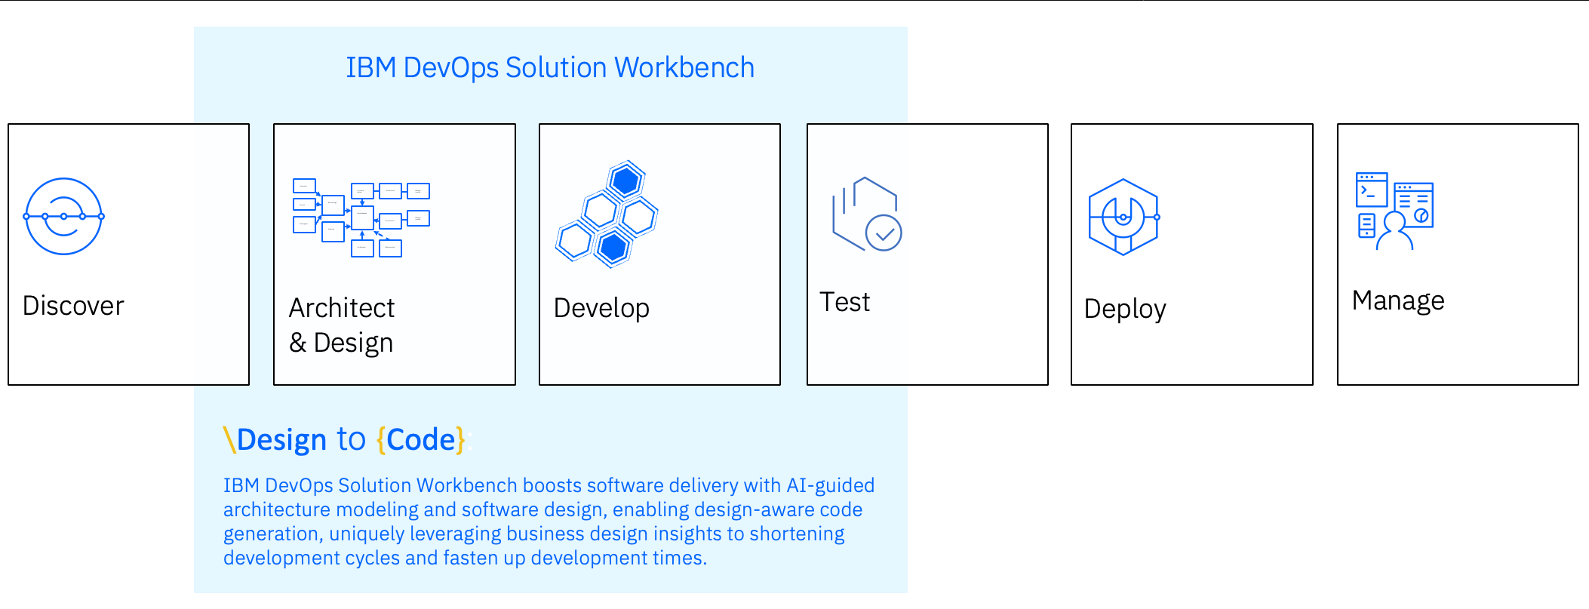 IBM DevOps Solution Workbench
Discover
Architect
& Design
Develop
Test
Deploy
Manage
\Design to {Code}
IBM DevOps Solution Workbench boosts software delivery with AI-guided
architecture modeling and software design, enabling design-aware code
generation, uniquely leveraging business design insights to shortening
development cycles and fasten up development times.